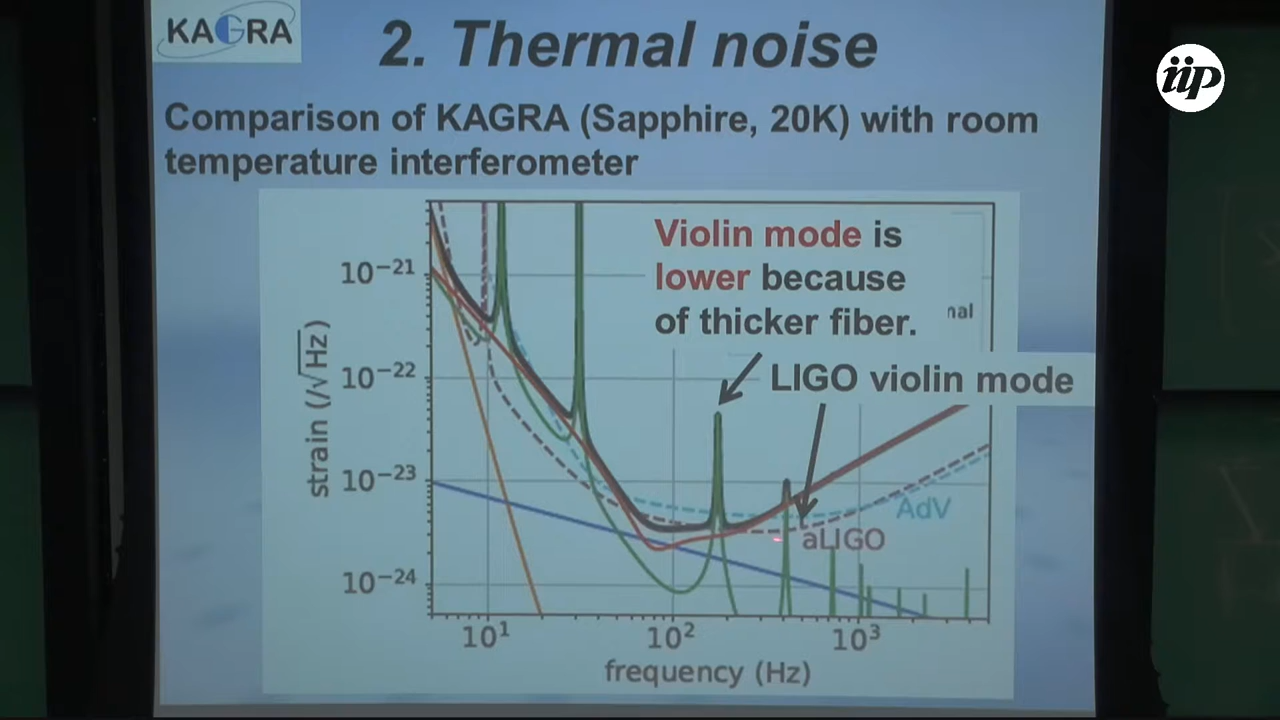 KAGRA
2. Thermal noise
iip
Comparison of KAGRA (Sapphire, 20K) with room
temperature interferometer
Violin mode is
lower because
of thicker fiber.
nal
LIGO violin mode
AdV
aLIGO
strain (/√Hz)
10⁻²¹
10⁻²²
10⁻²³
10⁻²⁴
10¹
10²
10³
frequency (Hz)